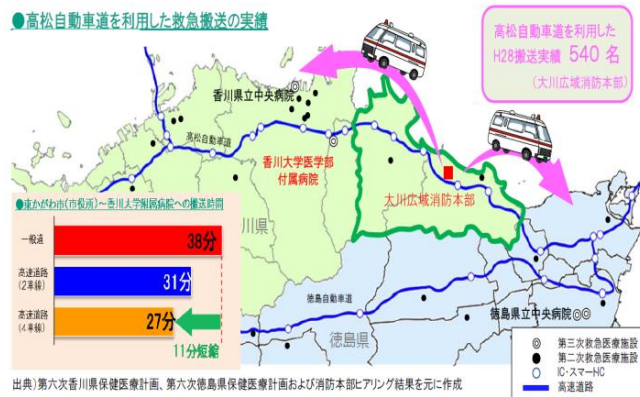 ●高松自動車道を利用した救急搬送の実績
高松自動車道を利用した
H28搬送実績 540 名
(大川広域消防本部)
香川県立中央病院
高松自動車道
香川大学医学部
付属病院
大川広域消防本部
●東かがわ市(市役所)~香川大学附属病院への搬送時間
一般道
38分
高速道路
(2車線)
31分
高速道路
(4車線)
27分
11分短縮
川県
徳島自動車道
徳島県
徳島県立中央病院
第三次救急医療施設
第二次救急医療施設
IC・スマートIC
高速道路
出典)第六次香川県保健医療計画、第六次徳島県保健医療計画および消防本部ヒアリング結果を元に作成